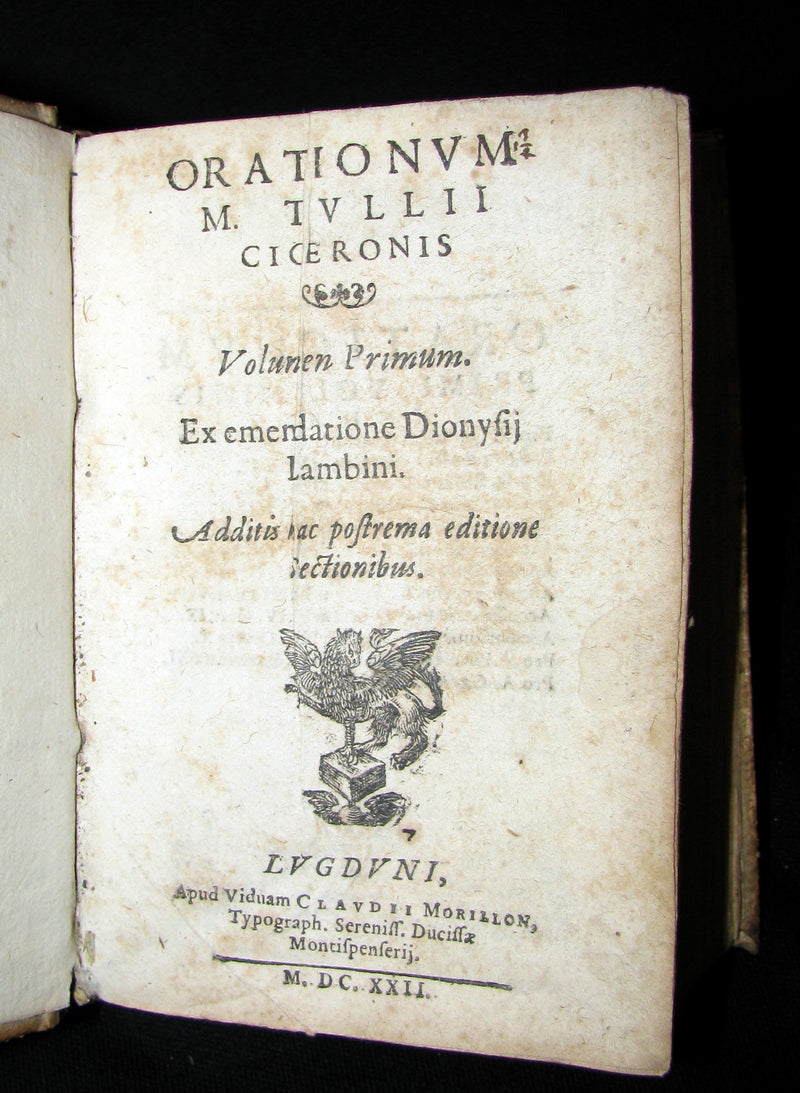 ORATIONVM
M. TVLLII
CICERONIS
Volunen Primum.
Ex emendatione Dionyſij
Lambini.
Additis hac poſtrema editione
ſectionibus.
LVGDVNI,
Apud Viduam CLAVDII MORILLON,
Typograph. Sereniſſ. Duciſſæ
Montiſpenſerij.
M. DC. XXII.